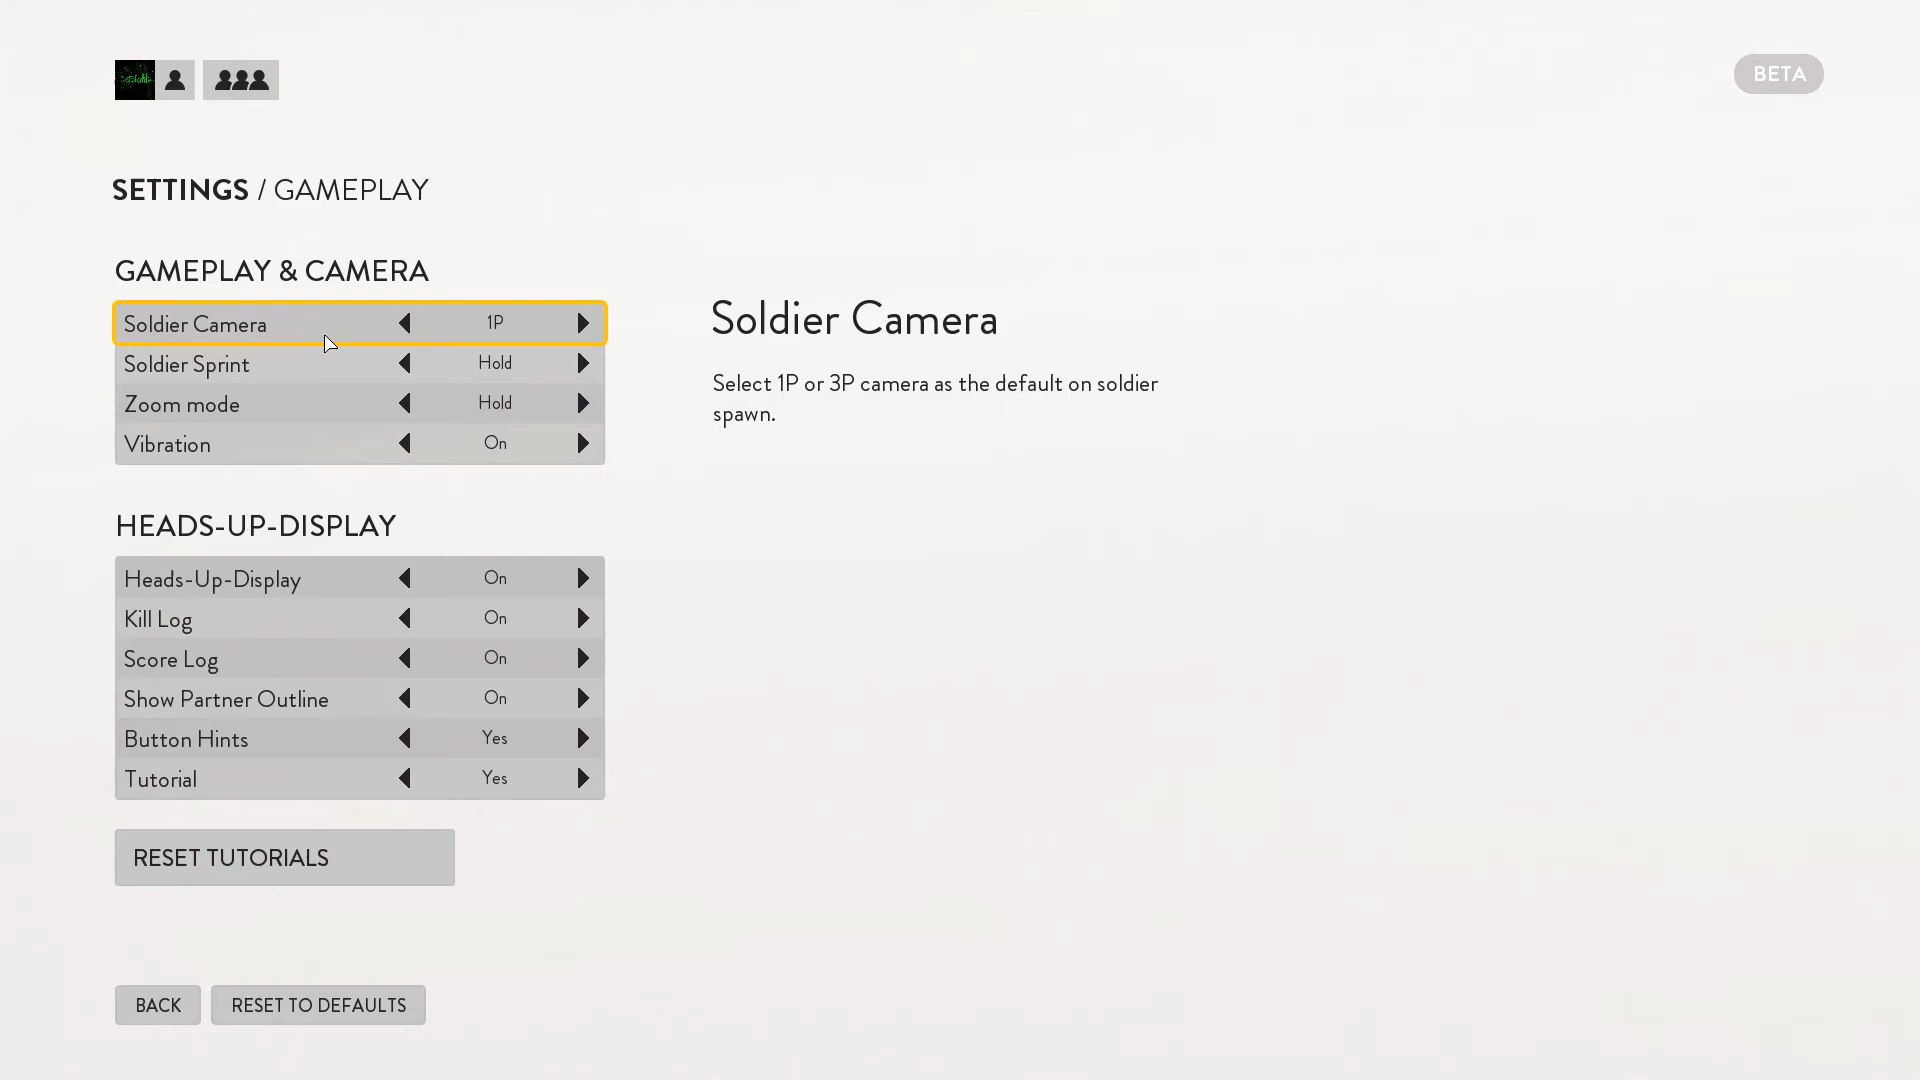 BETA
SETTINGS / GAMEPLAY
GAMEPLAY & CAMERA
Soldier Camera 1P
Soldier Sprint Hold
Zoom mode Hold
Vibration On
Soldier Camera
Select 1P or 3P camera as the default on soldier
spawn.
HEADS-UP-DISPLAY
Heads-Up-Display On
Kill Log On
Score Log On
Show Partner Outline On
Button Hints Yes
Tutorial Yes
RESET TUTORIALS
BACK
RESET TO DEFAULTS